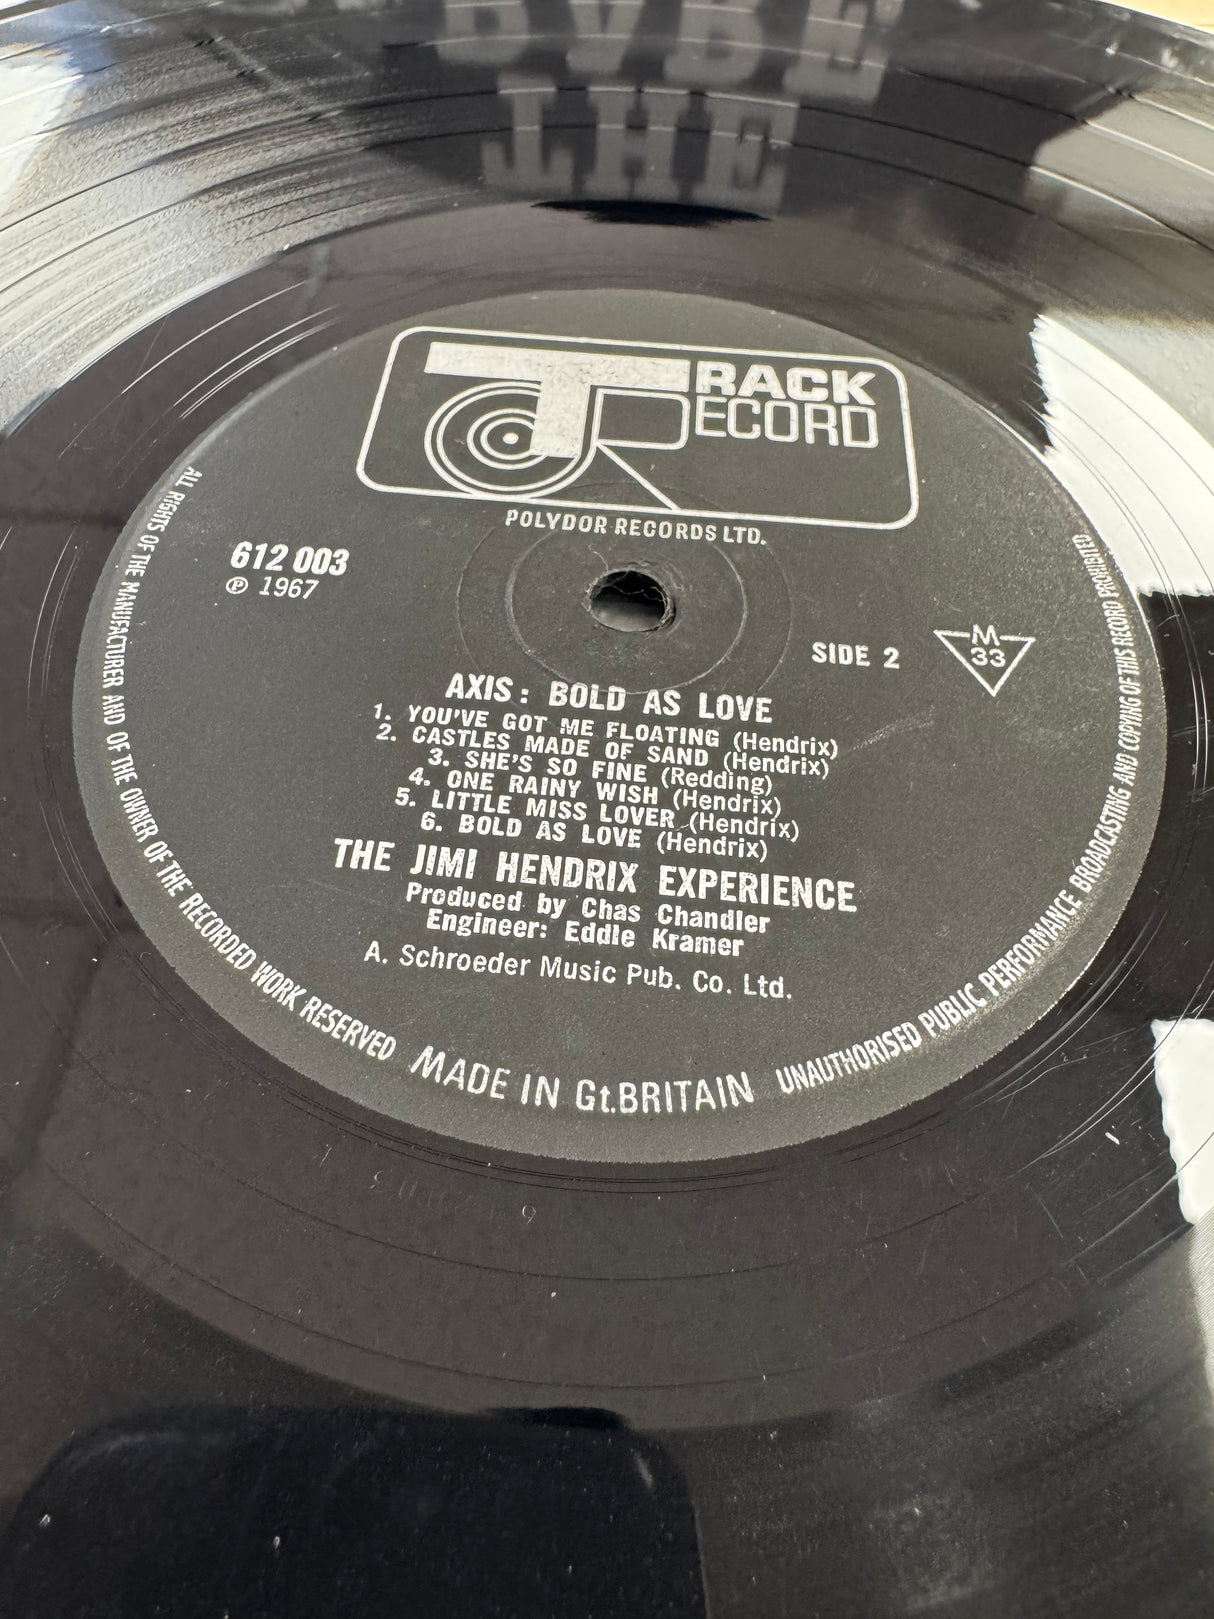 BABE
THE
TRACK
RECORD
POLYDOR RECORDS LTD.
612 003
℗ 1967
SIDE 2
M
33
AXIS: BOLD AS LOVE
1. YOU'VE GOT ME FLOATING (Hendrix)
2. CASTLES MADE OF SAND (Hendrix)
3. SHE'S SO FINE (Redding)
4. ONE RAINY WISH (Hendrix)
5. LITTLE MISS LOVER (Hendrix)
6. BOLD AS LOVE (Hendrix)
THE JIMI HENDRIX EXPERIENCE
Produced by Chas Chandler
Engineer: Eddie Kramer
A. Schroeder Music Pub. Co. Ltd.
ALL RIGHTS OF THE MANUFACTURER AND OF THE OWNER OF THE RECORDED WORK RESERVED
MADE IN Gt.BRITAIN
UNAUTHORISED PUBLIC PERFORMANCE BROADCASTING AND COPYING OF THIS RECORD PROHIBITED